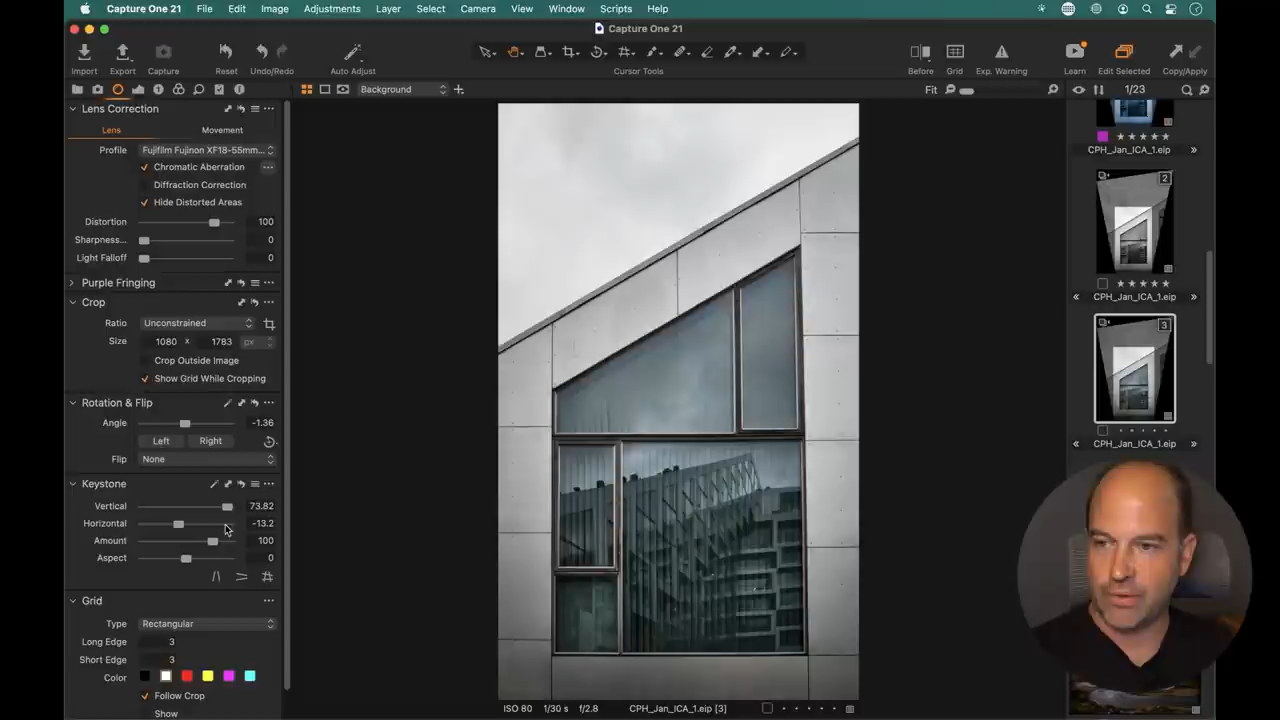 Capture One 21 File Edit Image Adjustments Layer Select Camera View Window Scripts Help
Capture One 21
Import Export Capture Reset Undo/Redo Auto Adjust Cursor Tools Before Grid Exp. Warning Learn Edit Selected Copy/Apply
Background Fit 1/23
Lens Correction
Lens Movement
Profile Fujifilm Fujinon XF18-55mm...
Chromatic Aberration
Diffraction Correction
Hide Distorted Areas
Distortion 100
Sharpness... 0
Light Falloff 0
Purple Fringing
Crop
Ratio Unconstrained
Size 1080 x 1783 px
Crop Outside Image
Show Grid While Cropping
Rotation & Flip
Angle -1.36
Left Right
Flip None
Keystone
Vertical 73.82
Horizontal -13.2
Amount 100
Aspect 0
Grid
Type Rectangular
Long Edge 3
Short Edge 3
Color
Follow Crop
Show
ISO 80 1/30 s f/2.8 CPH_Jan_ICA_1.eip [3]
CPH_Jan_ICA_1.eip
2
CPH_Jan_ICA_1.eip
3
CPH_Jan_ICA_1.eip